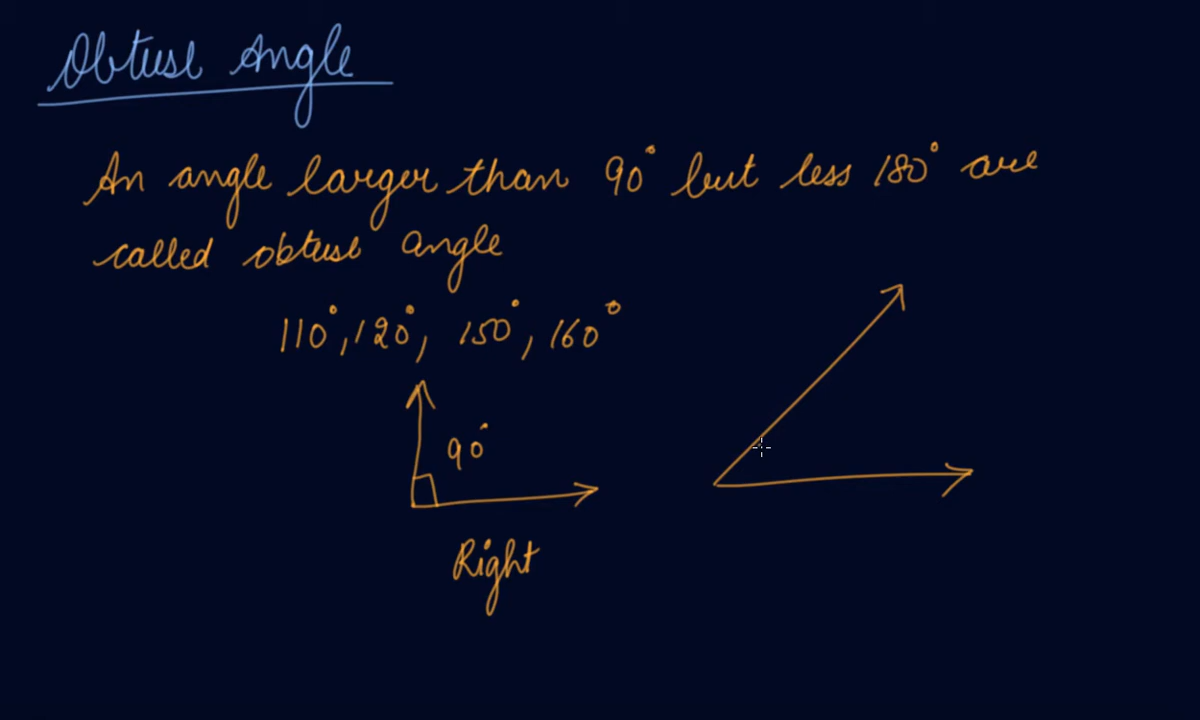 Obtuse Angle
An angle larger than 90° but less 180° are
called obtuse angle
110°, 120°, 150°, 160°
90°
Right